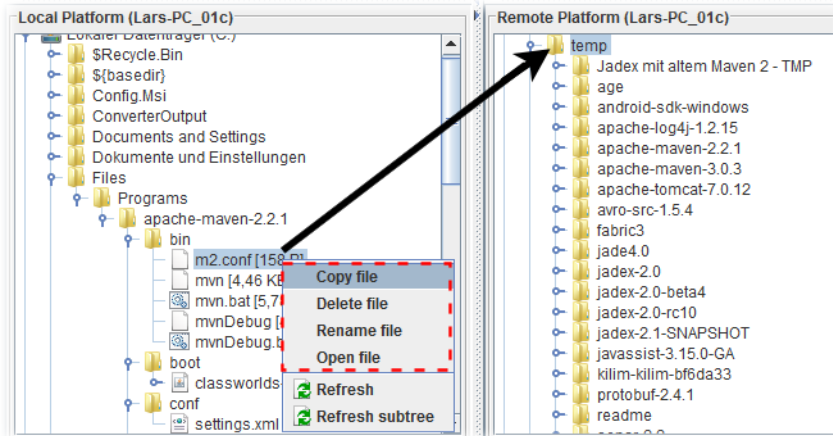 Local Platform (Lars-PC_01c)
Lokaler Datenträger (C:)
$Recycle.Bin
${basedir}
Config.Msi
ConverterOutput
Documents and Settings
Dokumente und Einstellungen
Files
Programs
apache-maven-2.2.1
bin
m2.conf [158 B]
mvn [4,46 KB
mvn.bat [5,7
mvnDebug [
mvnDebug.b
boot
classworlds-
conf
settings.xml
Copy file
Delete file
Rename file
Open file
Refresh
Refresh subtree
Remote Platform (Lars-PC_01c)
temp
Jadex mit altem Maven 2 - TMP
age
android-sdk-windows
apache-log4j-1.2.15
apache-maven-2.2.1
apache-maven-3.0.3
apache-tomcat-7.0.12
avro-src-1.5.4
fabric3
jade4.0
jadex-2.0
jadex-2.0-beta4
jadex-2.0-rc10
jadex-2.1-SNAPSHOT
javassist-3.15.0-GA
kilim-kilim-bf6da33
protobuf-2.4.1
readme